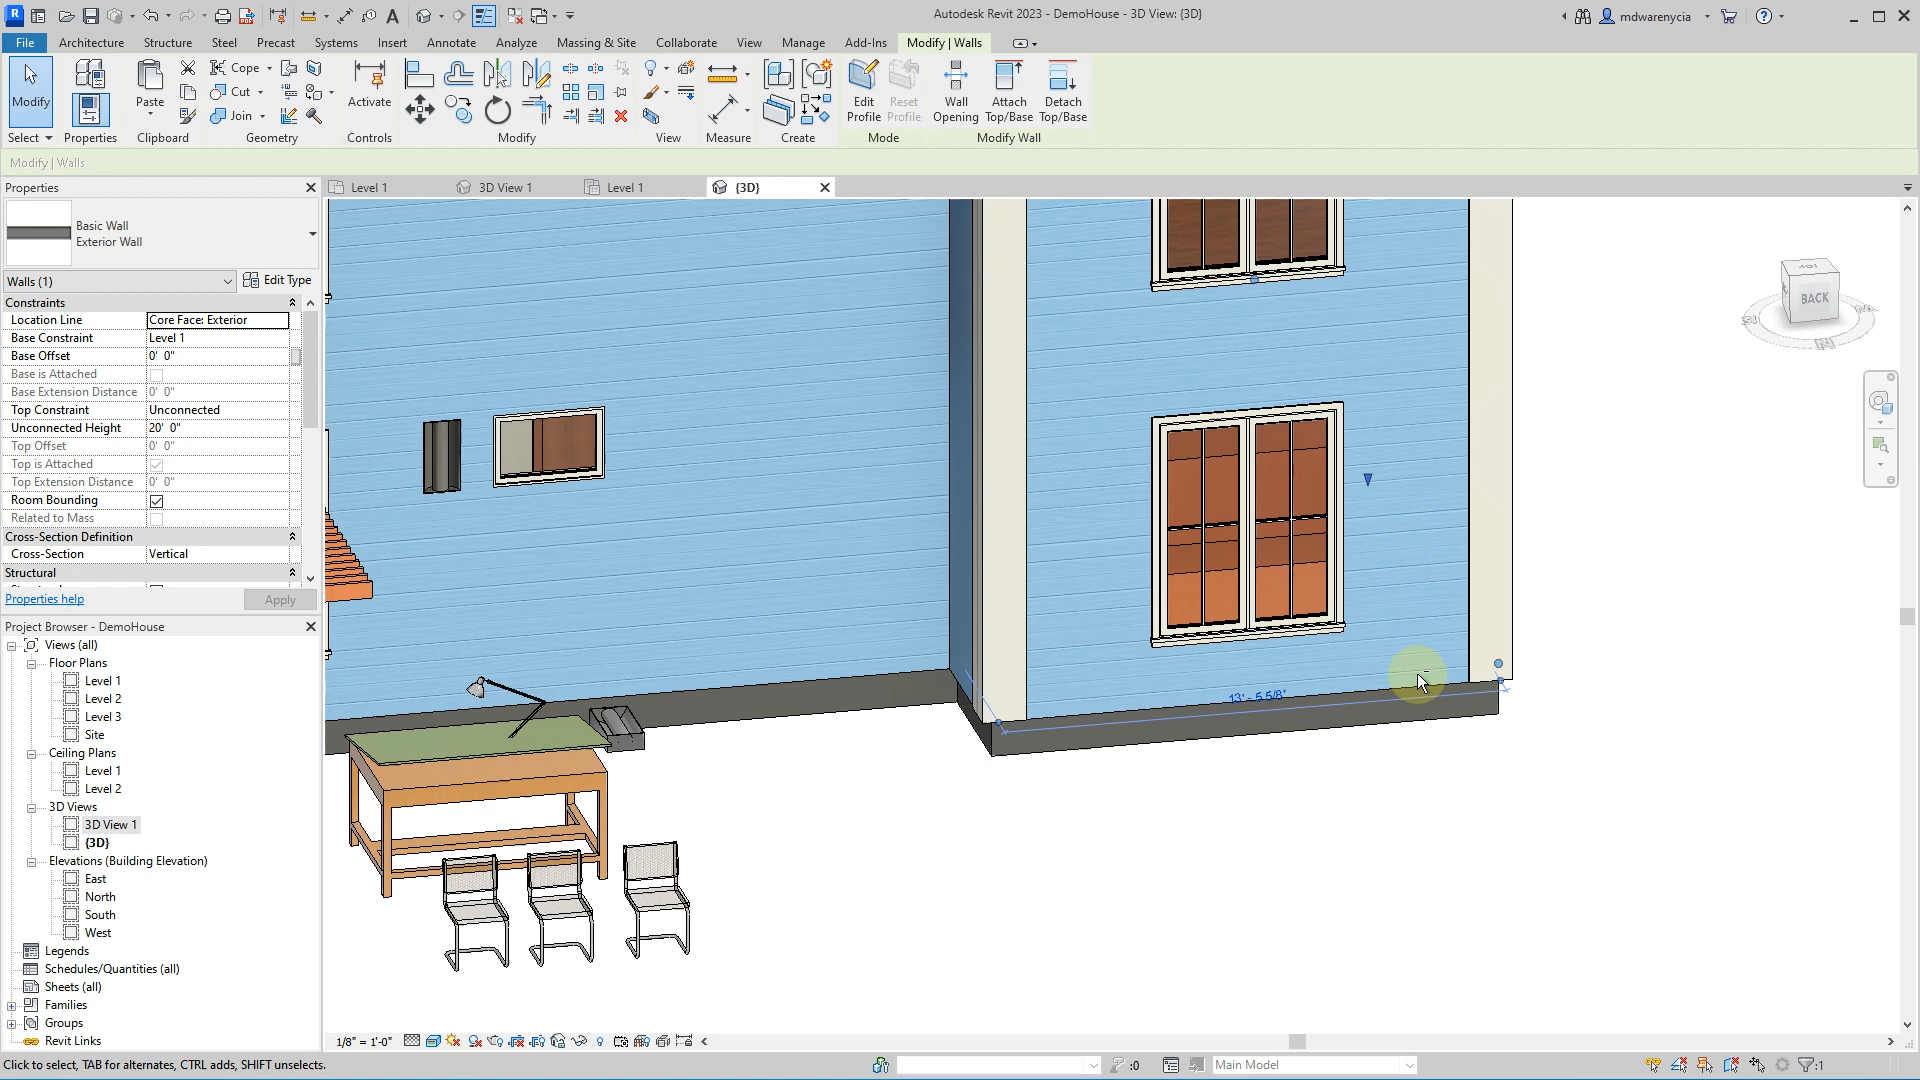 Autodesk Revit 2023 - DemoHouse - 3D View: {3D}
mdwarenycia
File
Architecture
Structure
Steel
Precast
Systems
Insert
Annotate
Analyze
Massing & Site
Collaborate
View
Manage
Add-Ins
Modify | Walls
Modify
Paste
Cope
Cut
Join
Activate
Edit Profile
Reset Profile
Wall Opening
Attach Top/Base
Detach Top/Base
Select
Properties
Clipboard
Geometry
Controls
Modify
View
Measure
Create
Mode
Modify Wall
Modify | Walls
Properties
Level 1
3D View 1
Level 1
{3D}
Basic Wall
Exterior Wall
Walls (1)
Edit Type
Constraints
Location Line Core Face: Exterior
Base Constraint Level 1
Base Offset 0' 0"
Base is Attached
Base Extension Distance 0' 0"
Top Constraint Unconnected
Unconnected Height 20' 0"
Top Offset 0' 0"
Top is Attached
Top Extension Distance 0' 0"
Room Bounding
Related to Mass
Cross-Section Definition
Cross-Section Vertical
Structural
Properties help
Apply
Project Browser - DemoHouse
Views (all)
Floor Plans
Level 1
Level 2
Level 3
Site
Ceiling Plans
Level 1
Level 2
3D Views
3D View 1
{3D}
Elevations (Building Elevation)
East
North
South
West
Legends
Schedules/Quantities (all)
Sheets (all)
Families
Groups
Revit Links
BACK
13' - 5 5/8"
1/8" = 1'-0"
Click to select, TAB for alternates, CTRL adds, SHIFT unselects.
:0
Main Model
:1